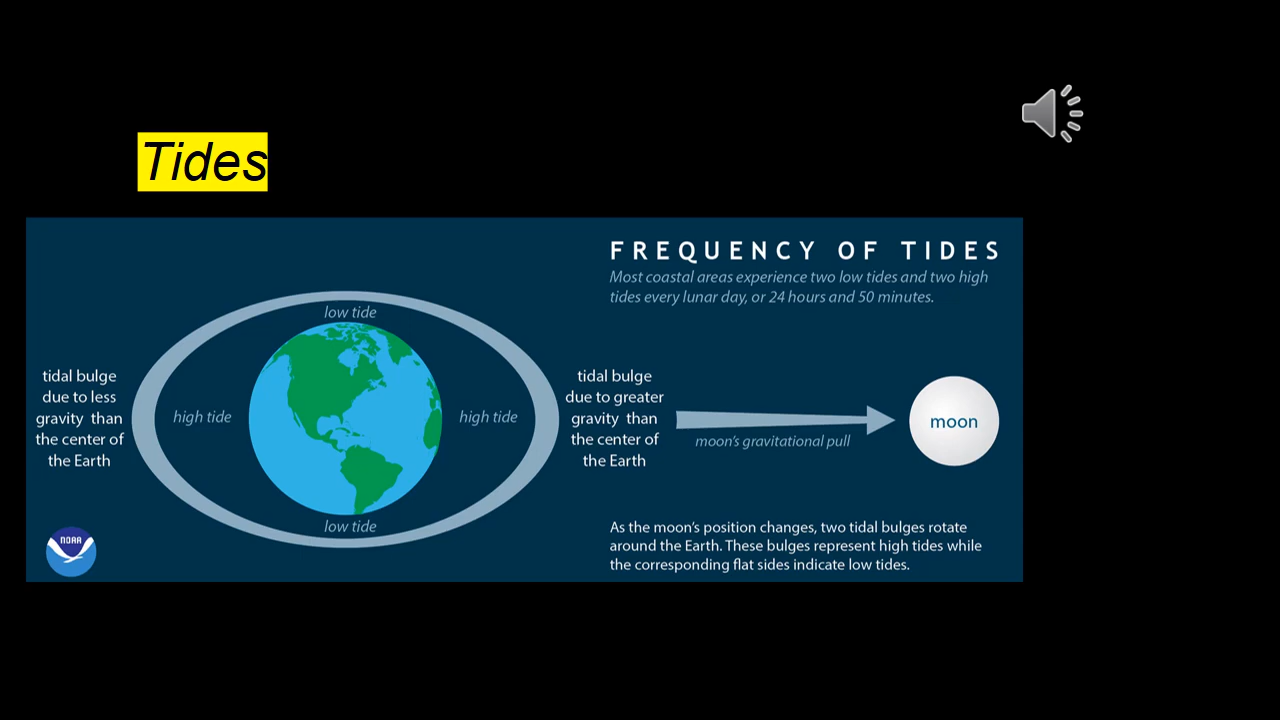 Tides
FREQUENCY OF TIDES
Most coastal areas experience two low tides and two high
tides every lunar day, or 24 hours and 50 minutes.
low tide
tidal bulge
due to less
gravity than
the center of
the Earth
high tide
high tide
tidal bulge
due to greater
gravity than
the center of
the Earth
moon's gravitational pull
moon
low tide
As the moon's position changes, two tidal bulges rotate
around the Earth. These bulges represent high tides while
the corresponding flat sides indicate low tides.
NOAA